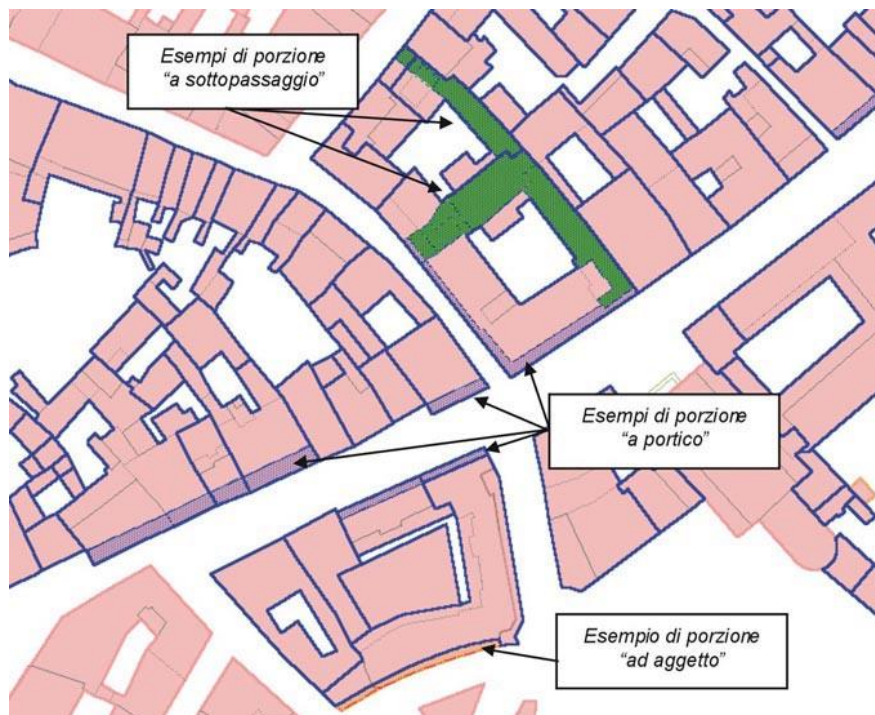 Esempi di porzione
“a sottopassaggio”
Esempi di porzione
“a portico”
Esempio di porzione
“ad aggetto”